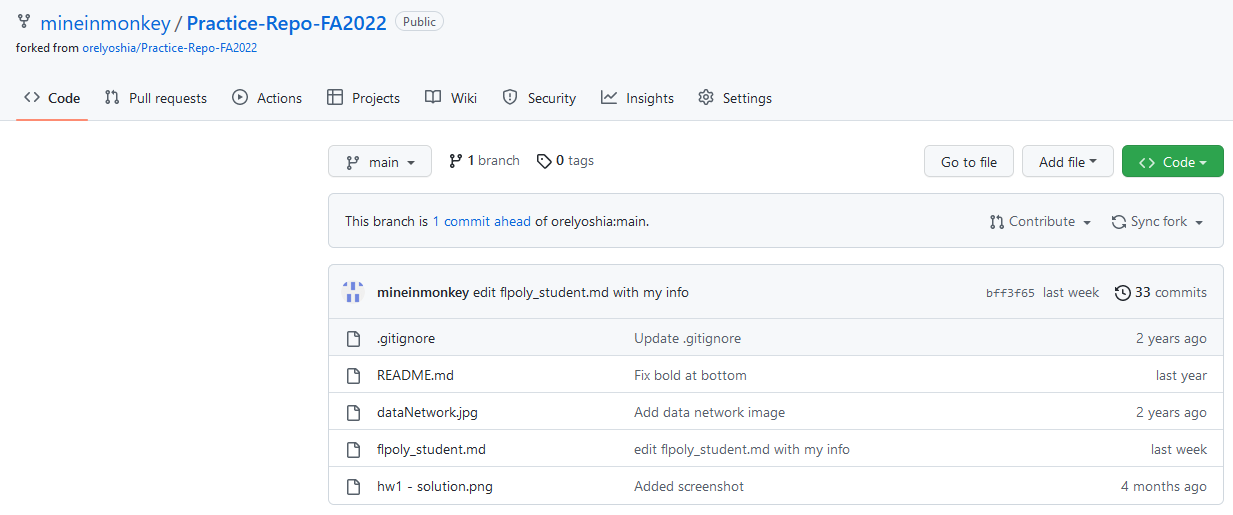 mineinmonkey / Practice-Repo-FA2022 Public
forked from orelyoshia/Practice-Repo-FA2022
Code Pull requests Actions Projects Wiki Security Insights Settings
main 1 branch 0 tags Go to file Add file Code
This branch is 1 commit ahead of orelyoshia:main. Contribute Sync fork
mineinmonkey edit flpoly_student.md with my info bff3f65 last week 33 commits
.gitignore Update .gitignore 2 years ago
README.md Fix bold at bottom last year
dataNetwork.jpg Add data network image 2 years ago
flpoly_student.md edit flpoly_student.md with my info last week
hw1 - solution.png Added screenshot 4 months ago